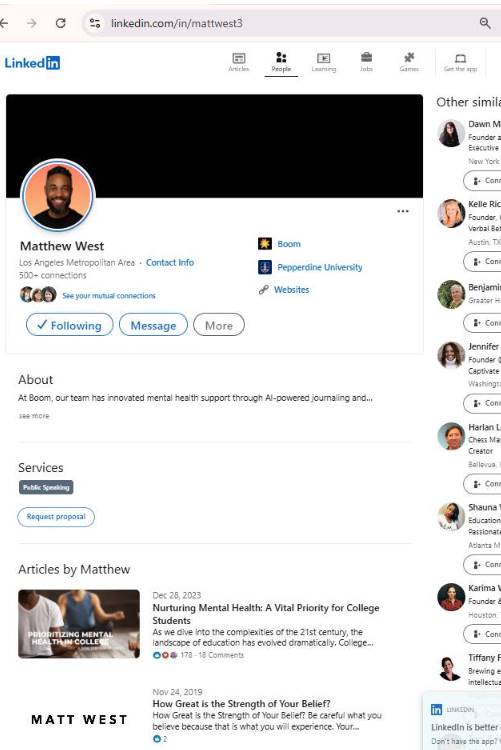 linkedin.com/in/mattwest3
Linked in
Articles
People
Learning
Jobs
Games
Get the app
Matthew West
Los Angeles Metropolitan Area · Contact Info
500+ connections
See your mutual connections
Boom
Pepperdine University
Websites
Following
Message
More
About
At Boom, our team has innovated mental health support through AI-powered journaling and...
see more
Services
Public Speaking
Request proposal
Articles by Matthew
PRIORITIZING MENTAL
HEALTH IN COLLEGE
Dec 28, 2023
Nurturing Mental Health: A Vital Priority for College
Students
As we dive into the complexities of the 21st century, the
landscape of education has evolved dramatically. College...
178 · 18 Comments
MATT WEST
Nov 24, 2019
How Great is the Strength of Your Belief?
How Great is the Strength of Your Belief? Be careful what you
believe because that is what you will experience. Your...
2
Other simila
Dawn M
Founder a
Executive
New York
Conn
Kelle Ric
Founder,
Verbal Beh
Austin, TX
Conn
Benjamin
Greater H
Conn
Jennifer
Founder @
Captivate
Washingt
Conn
Harlan L
Chess Ma
Creator
Bellevue,
Conn
Shauna
Education
Passionate
Atlanta M
Conn
Karima
Founder &
Houston,
Conn
Tiffany F
Brewing e
intellectua
in LINKEDIN
LinkedIn is better
Don't have the app?